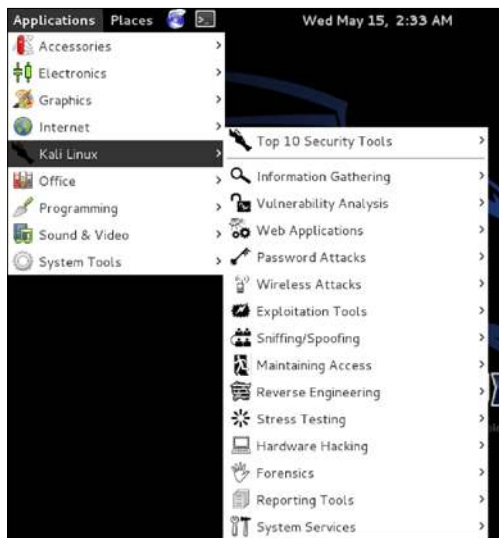 Applications Places Wed May 15, 2:33 AM
Accessories
Electronics
Graphics
Internet
Kali Linux
Office
Programming
Sound & Video
System Tools
Top 10 Security Tools
Information Gathering
Vulnerability Analysis
Web Applications
Password Attacks
Wireless Attacks
Exploitation Tools
Sniffing/Spoofing
Maintaining Access
Reverse Engineering
Stress Testing
Hardware Hacking
Forensics
Reporting Tools
System Services